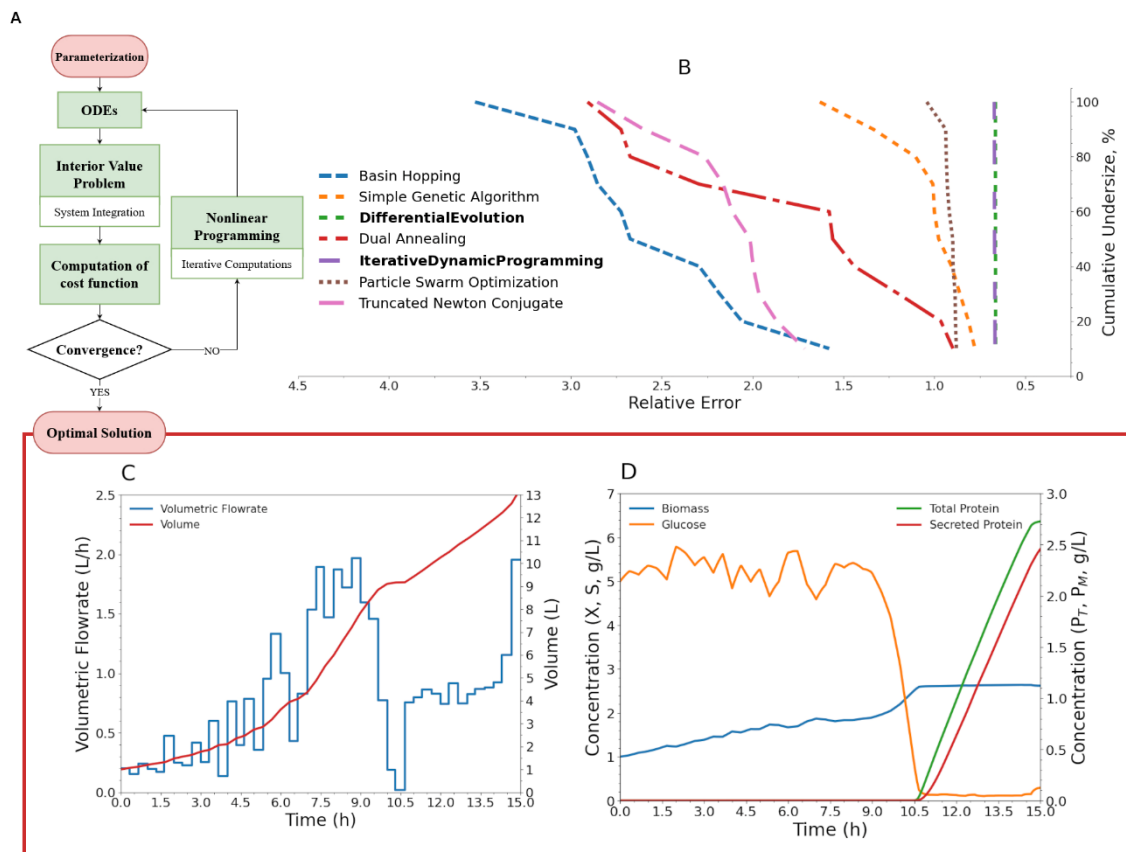 A
Parameterization
ODEs
Interior Value
Problem
System Integration
Computation of
cost function
Convergence?
NO
YES
Optimal Solution
Nonlinear
Programming
Iterative Computations
B
Basin Hopping
Simple Genetic Algorithm
DifferentialEvolution
Dual Annealing
IterativeDynamicProgramming
Particle Swarm Optimization
Truncated Newton Conjugate
100
80
60
40
20
0
Cumulative Undersize, %
4.5 4.0 3.5 3.0 2.5 2.0 1.5 1.0 0.5
Relative Error
C
Volumetric Flowrate
Volume
2.5
2.0
1.5
1.0
0.5
0.0
Volumetric Flowrate (L/h)
13
12
11
10
9
8
7
6
5
4
3
2
1
0
Volume (L)
0.0 1.5 3.0 4.5 6.0 7.5 9.0 10.5 12.0 13.5 15.0
Time (h)
D
Biomass
Glucose
Total Protein
Secreted Protein
7
6
5
4
3
2
1
0
Concentration (X, S, g/L)
3.0
2.5
2.0
1.5
1.0
0.5
0.0
Concentration (P_T, P_M, g/L)
0.0 1.5 3.0 4.5 6.0 7.5 9.0 10.5 12.0 13.5 15.0
Time (h)